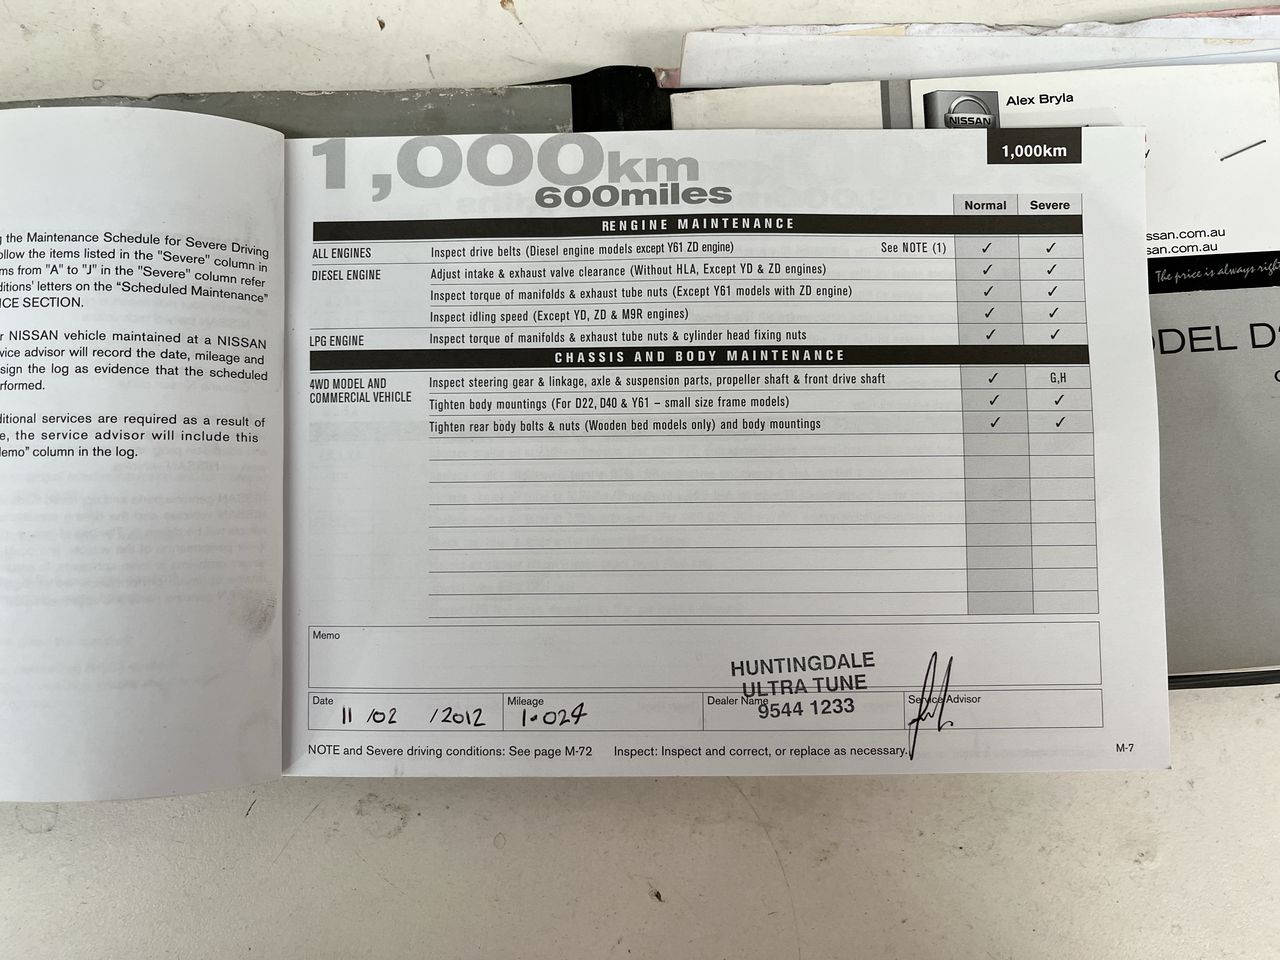 g the Maintenance Schedule for Severe Driving
ollow the items listed in the "Severe" column in
ms from "A" to "J" in the "Severe" column refer
ditions' letters on the "Scheduled Maintenance"
ICE SECTION.
r NISSAN vehicle maintained at a NISSAN
vice advisor will record the date, mileage and
sign the log as evidence that the scheduled
rformed.
ditional services are required as a result of
e, the service advisor will include this
lemo" column in the log.
1,000km
600miles
1,000km
Normal Severe
RENGINE MAINTENANCE
ALL ENGINES Inspect drive belts (Diesel engine models except Y61 ZD engine) See NOTE (1) ✓ ✓
DIESEL ENGINE Adjust intake & exhaust valve clearance (Without HLA, Except YD & ZD engines) ✓ ✓
Inspect torque of manifolds & exhaust tube nuts (Except Y61 models with ZD engine) ✓ ✓
Inspect idling speed (Except YD, ZD & M9R engines) ✓ ✓
LPG ENGINE Inspect torque of manifolds & exhaust tube nuts & cylinder head fixing nuts ✓ ✓
CHASSIS AND BODY MAINTENANCE
4WD MODEL AND Inspect steering gear & linkage, axle & suspension parts, propeller shaft & front drive shaft ✓ G,H
COMMERCIAL VEHICLE Tighten body mountings (For D22, D40 & Y61 – small size frame models) ✓ ✓
Tighten rear body bolts & nuts (Wooden bed models only) and body mountings ✓ ✓
Memo
HUNTINGDALE
ULTRA TUNE
9544 1233
Date 11 /02 /2012 Mileage 1.024 Dealer Name Service Advisor
NOTE and Severe driving conditions: See page M-72 Inspect: Inspect and correct, or replace as necessary.
M-7
NISSAN
Alex Bryla
y
ssan.com.au
san.com.au
The price is always right
ODEL D